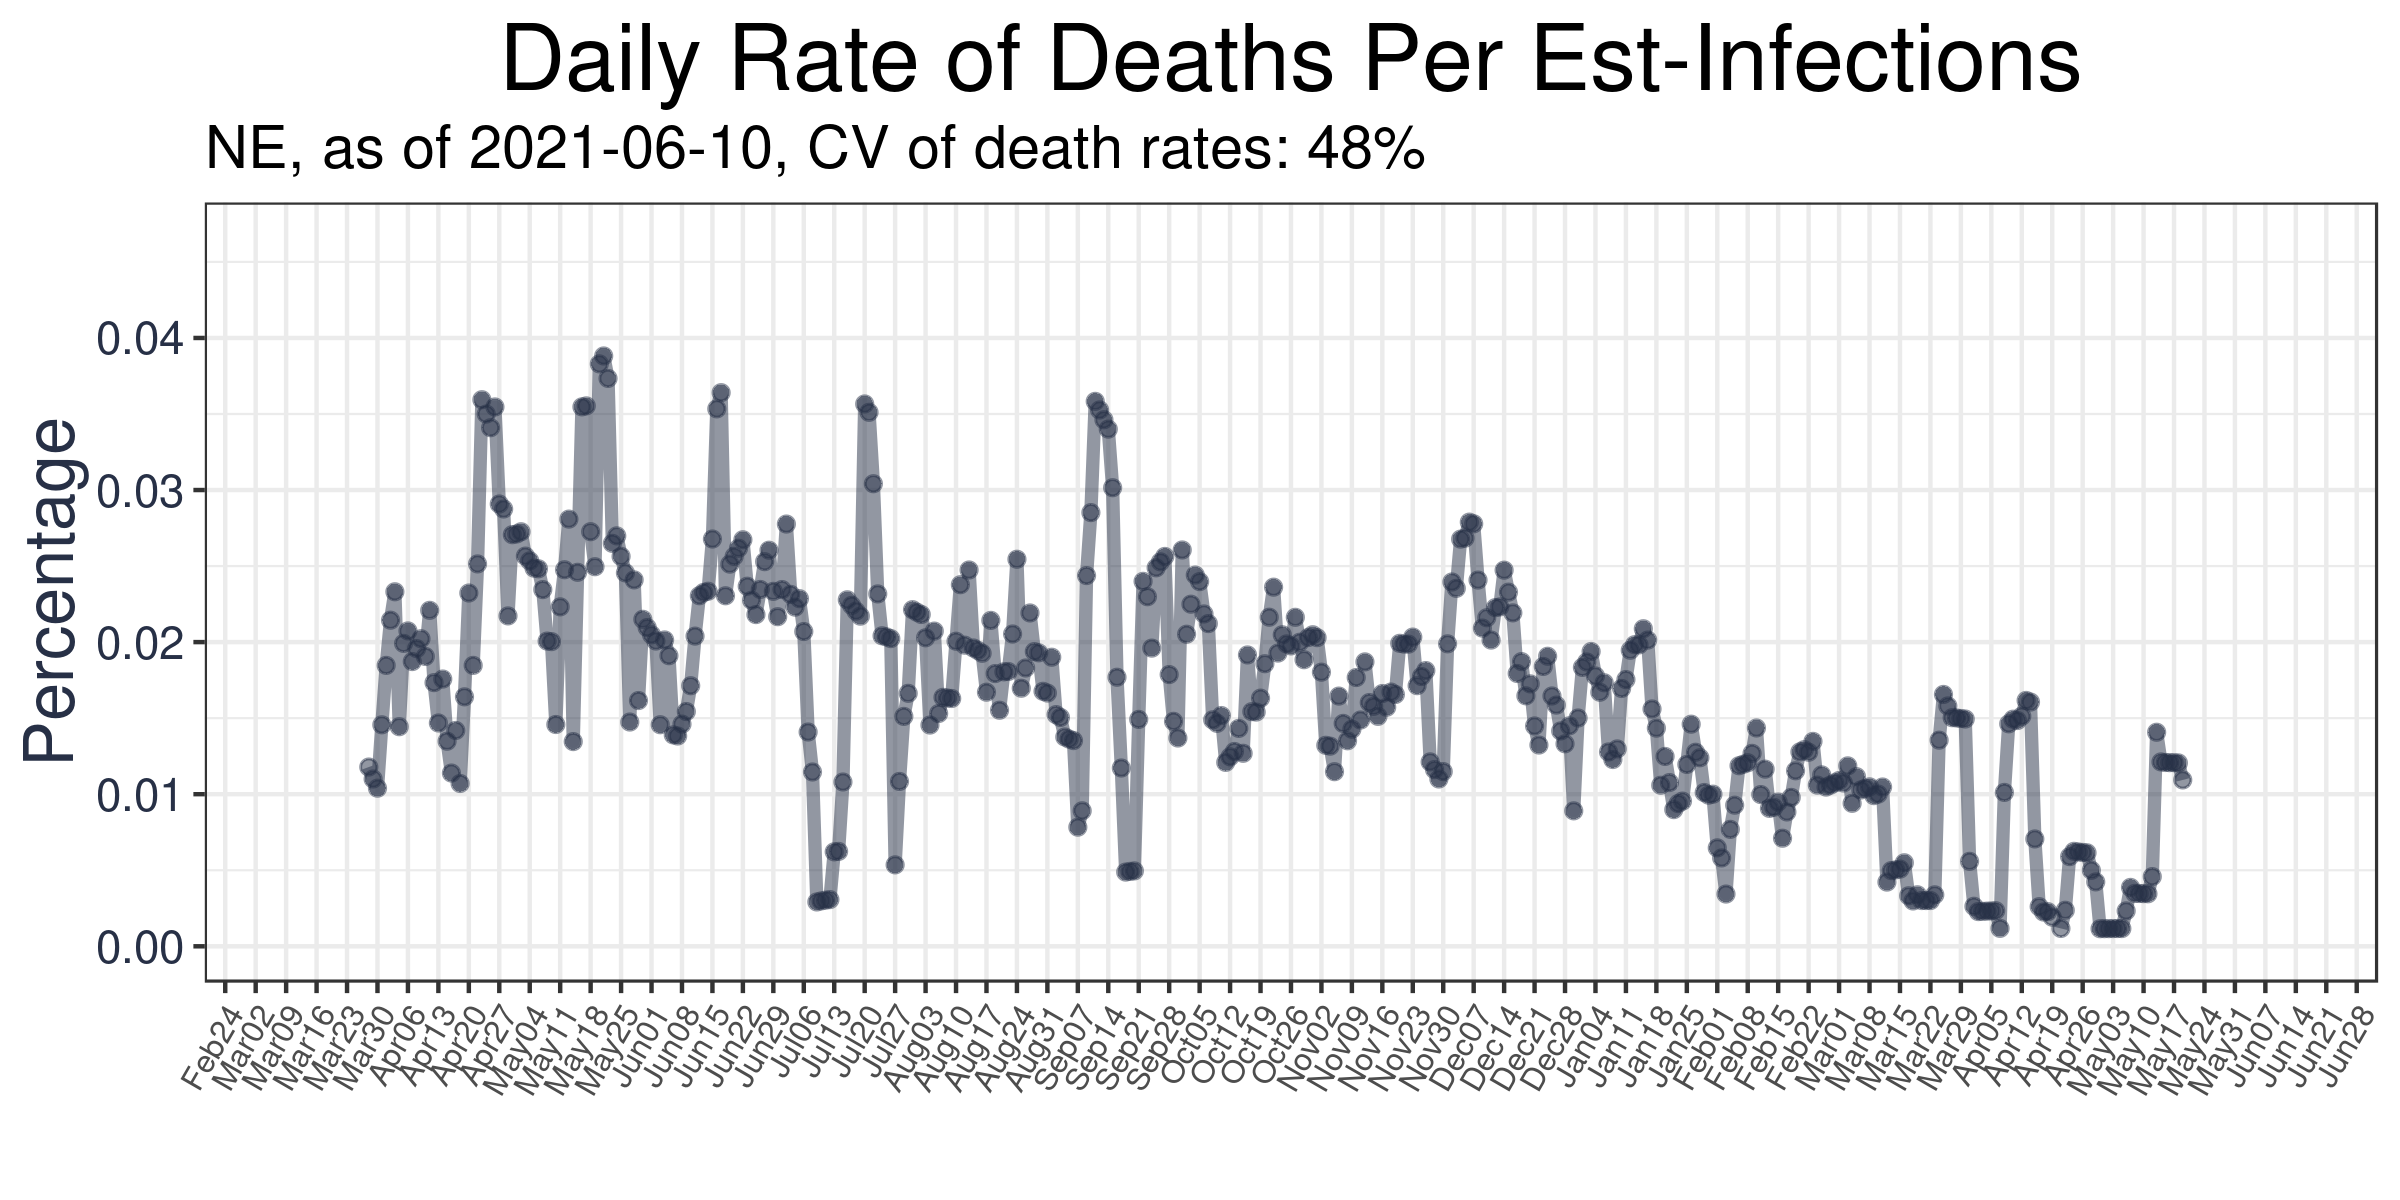 Daily Rate of Deaths Per Est-Infections
NE, as of 2021-06-10, CV of death rates: 48%
Percentage
0.04
0.03
0.02
0.01
0.00
Feb24
Mar02
Mar09
Mar16
Mar23
Mar30
Apr06
Apr13
Apr20
Apr27
May04
May11
May18
May25
Jun01
Jun08
Jun15
Jun22
Jun29
Jul06
Jul13
Jul20
Jul27
Aug03
Aug10
Aug17
Aug24
Aug31
Sep07
Sep14
Sep21
Sep28
Oct05
Oct12
Oct19
Oct26
Nov02
Nov09
Nov16
Nov23
Nov30
Dec07
Dec14
Dec21
Dec28
Jan04
Jan11
Jan18
Jan25
Feb01
Feb08
Feb15
Feb22
Mar01
Mar08
Mar15
Mar22
Mar29
Apr05
Apr12
Apr19
Apr26
May03
May10
May17
May24
May31
Jun07
Jun14
Jun21
Jun28